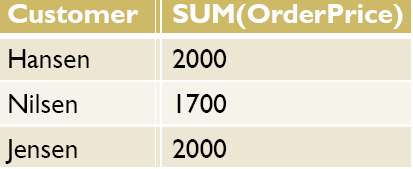 Customer SUM(OrderPrice)
Hansen 2000
Nilsen 1700
Jensen 2000